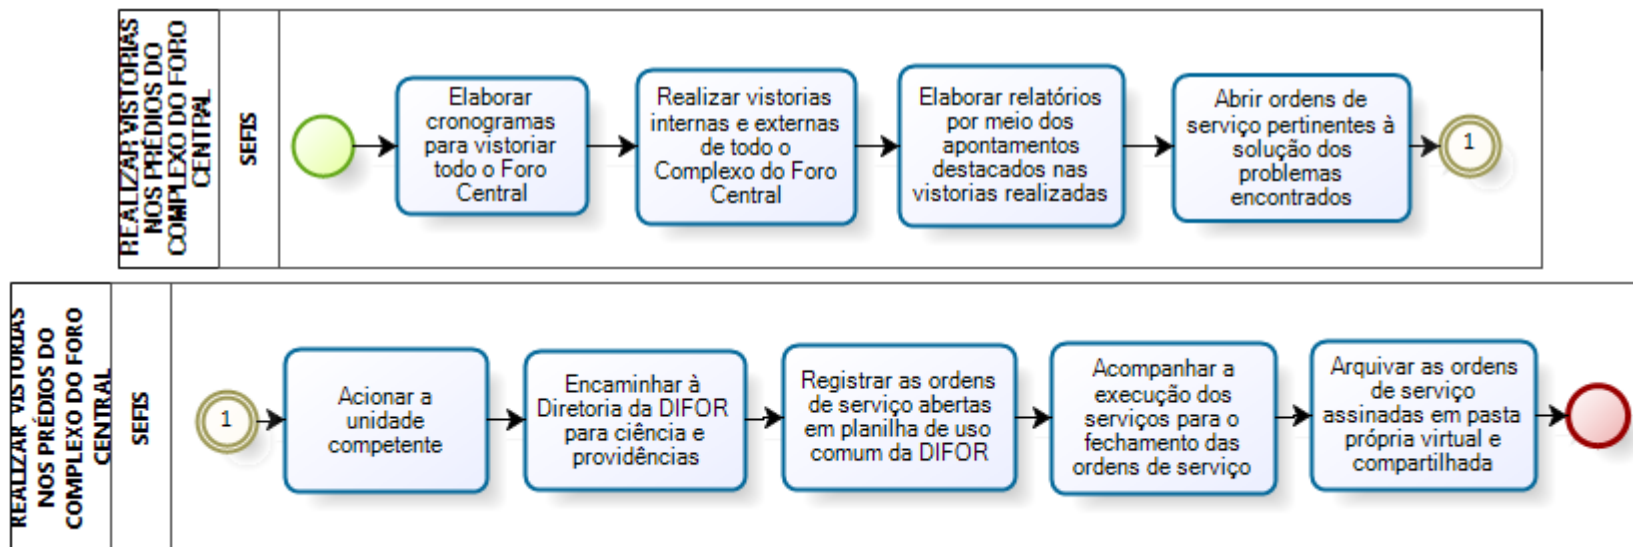 REALIZAR VISTORIAS
NOS PRÉDIOS DO
COMPLEXO DO FORO
CENTRAL
SEFIS
Elaborar
cronogramas
para vistoriar
todo o Foro
Central
Realizar vistorias
internas e externas
de todo o
Complexo do Foro
Central
Elaborar relatórios
por meio dos
apontamentos
destacados nas
vistorias realizadas
Abrir ordens de
serviço pertinentes à
solução dos
problemas
encontrados
1
REALIZAR VISTORIAS
NOS PRÉDIOS DO
COMPLEXO DO FORO
CENTRAL
SEFIS
1
Acionar a
unidade
competente
Encaminhar à
Diretoria da DIFOR
para ciência e
providências
Registrar as ordens
de serviço abertas
em planilha de uso
comum da DIFOR
Acompanhar a
execução dos
serviços para o
fechamento das
ordens de serviço
Arquivar as ordens
de serviço
assinadas em pasta
própria virtual e
compartilhada